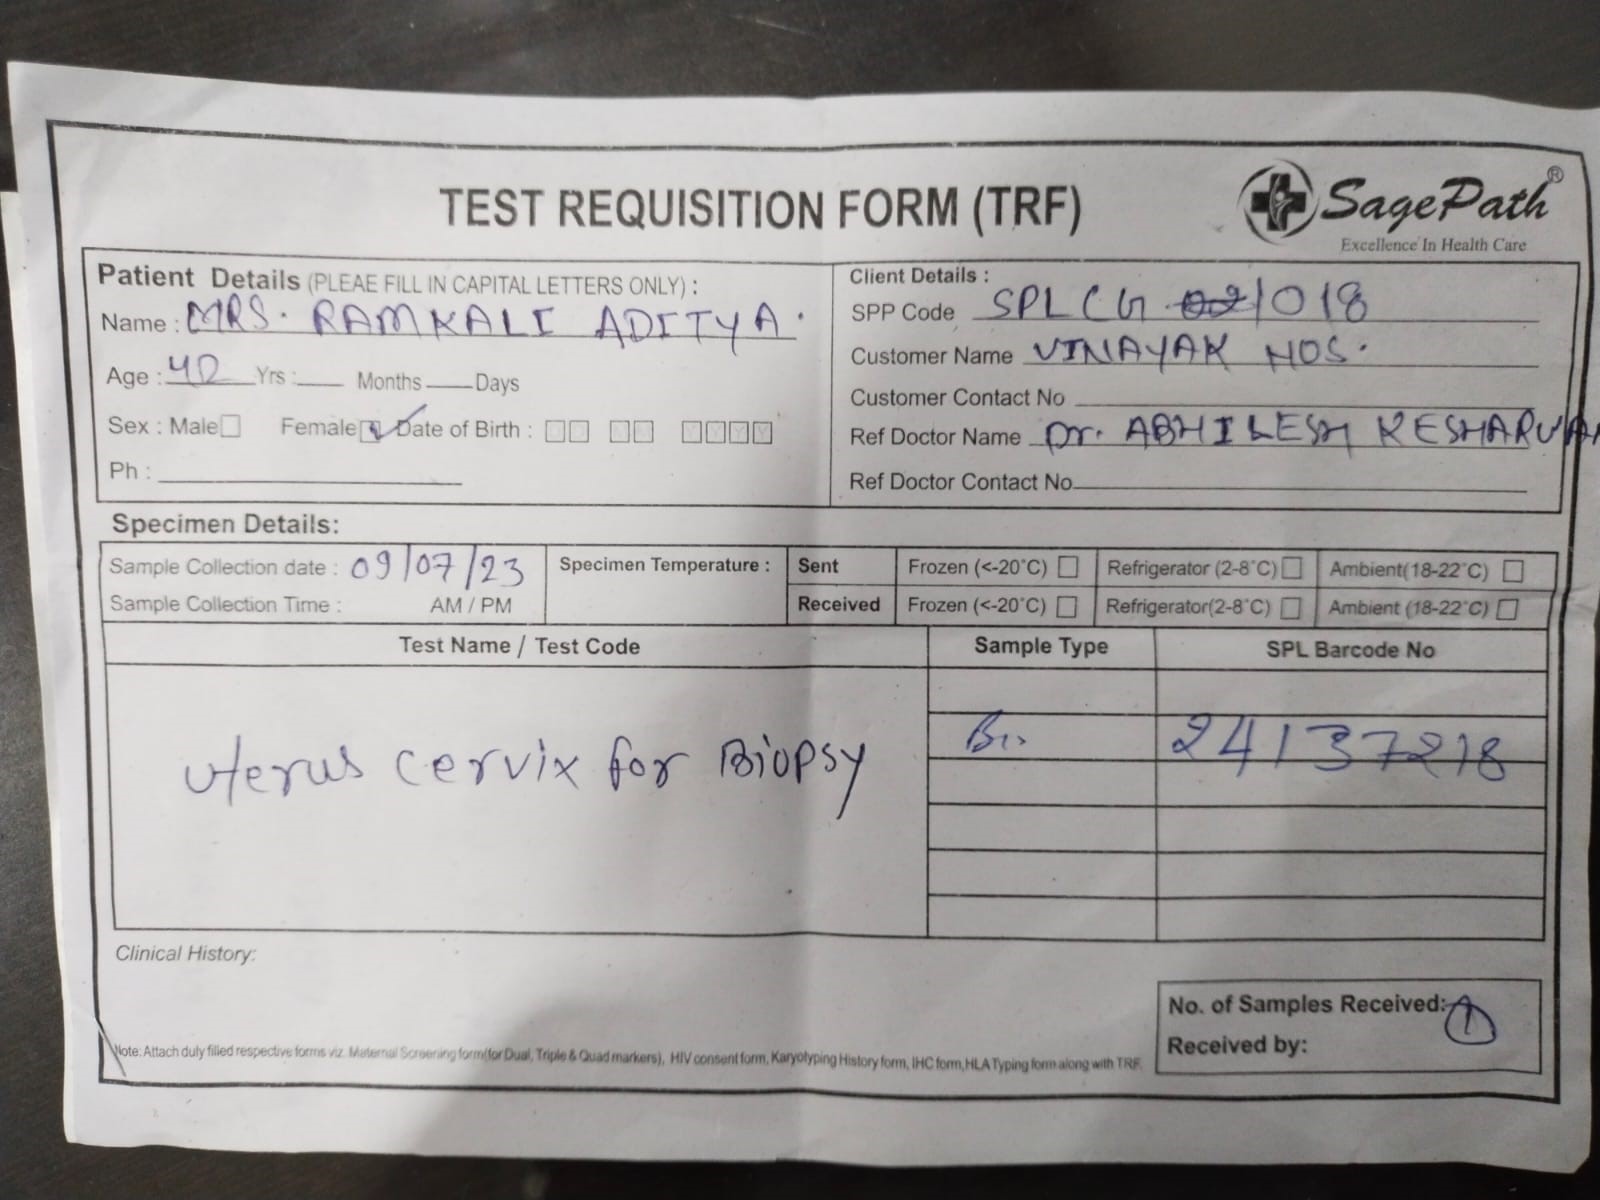 TEST REQUISITION FORM (TRF)
SagePath®
Excellence In Health Care
Patient Details (PLEAE FILL IN CAPITAL LETTERS ONLY) :
Name : MRS. RAMKALI ADITYA.
Age : 40 Yrs : Months Days
Sex : Male Female Date of Birth : D D M M Y Y Y Y
Ph :
Client Details :
SPP Code SPLCG /018
Customer Name VINAYAK HOS.
Customer Contact No
Ref Doctor Name Dr. ABHILESH KESHARVA
Ref Doctor Contact No.
Specimen Details:
Sample Collection date : 09/07/23
Sample Collection Time : AM / PM
Specimen Temperature :
Sent Frozen (<-20°C) Refrigerator (2-8°C) Ambient(18-22°C)
Received Frozen (<-20°C) Refrigerator(2-8°C) Ambient (18-22°C)
Test Name / Test Code Sample Type SPL Barcode No
uterus cervix for Biopsy 24137218
Clinical History:
No. of Samples Received: 1
Received by:
Note: Attach duly filled respective forms viz. Maternal Screening form(for Dual, Triple & Quad markers), HIV consent form, Karyotyping History form, IHC form,HLA Typing form along with TRF.